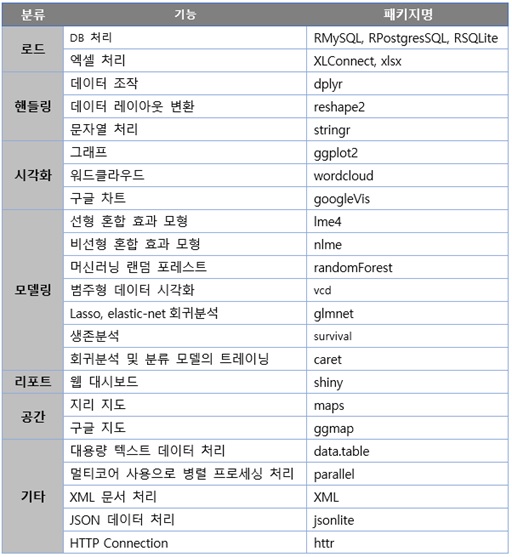 분류 기능 패키지명
로드 DB 처리 RMySQL, RPostgresSQL, RSQLite
엑셀 처리 XLConnect, xlsx
핸들링 데이터 조작 dplyr
데이터 레이아웃 변환 reshape2
문자열 처리 stringr
시각화 그래프 ggplot2
워드클라우드 wordcloud
구글 차트 googleVis
모델링 선형 혼합 효과 모형 lme4
비선형 혼합 효과 모형 nlme
머신러닝 랜덤 포레스트 randomForest
범주형 데이터 시각화 vcd
Lasso, elastic-net 회귀분석 glmnet
생존분석 survival
회귀분석 및 분류 모델의 트레이닝 caret
리포트 웹 대시보드 shiny
공간 지리 지도 maps
구글 지도 ggmap
기타 대용량 텍스트 데이터 처리 data.table
멀티코어 사용으로 병렬 프로세싱 처리 parallel
XML 문서 처리 XML
JSON 데이터 처리 jsonlite
HTTP Connection httr